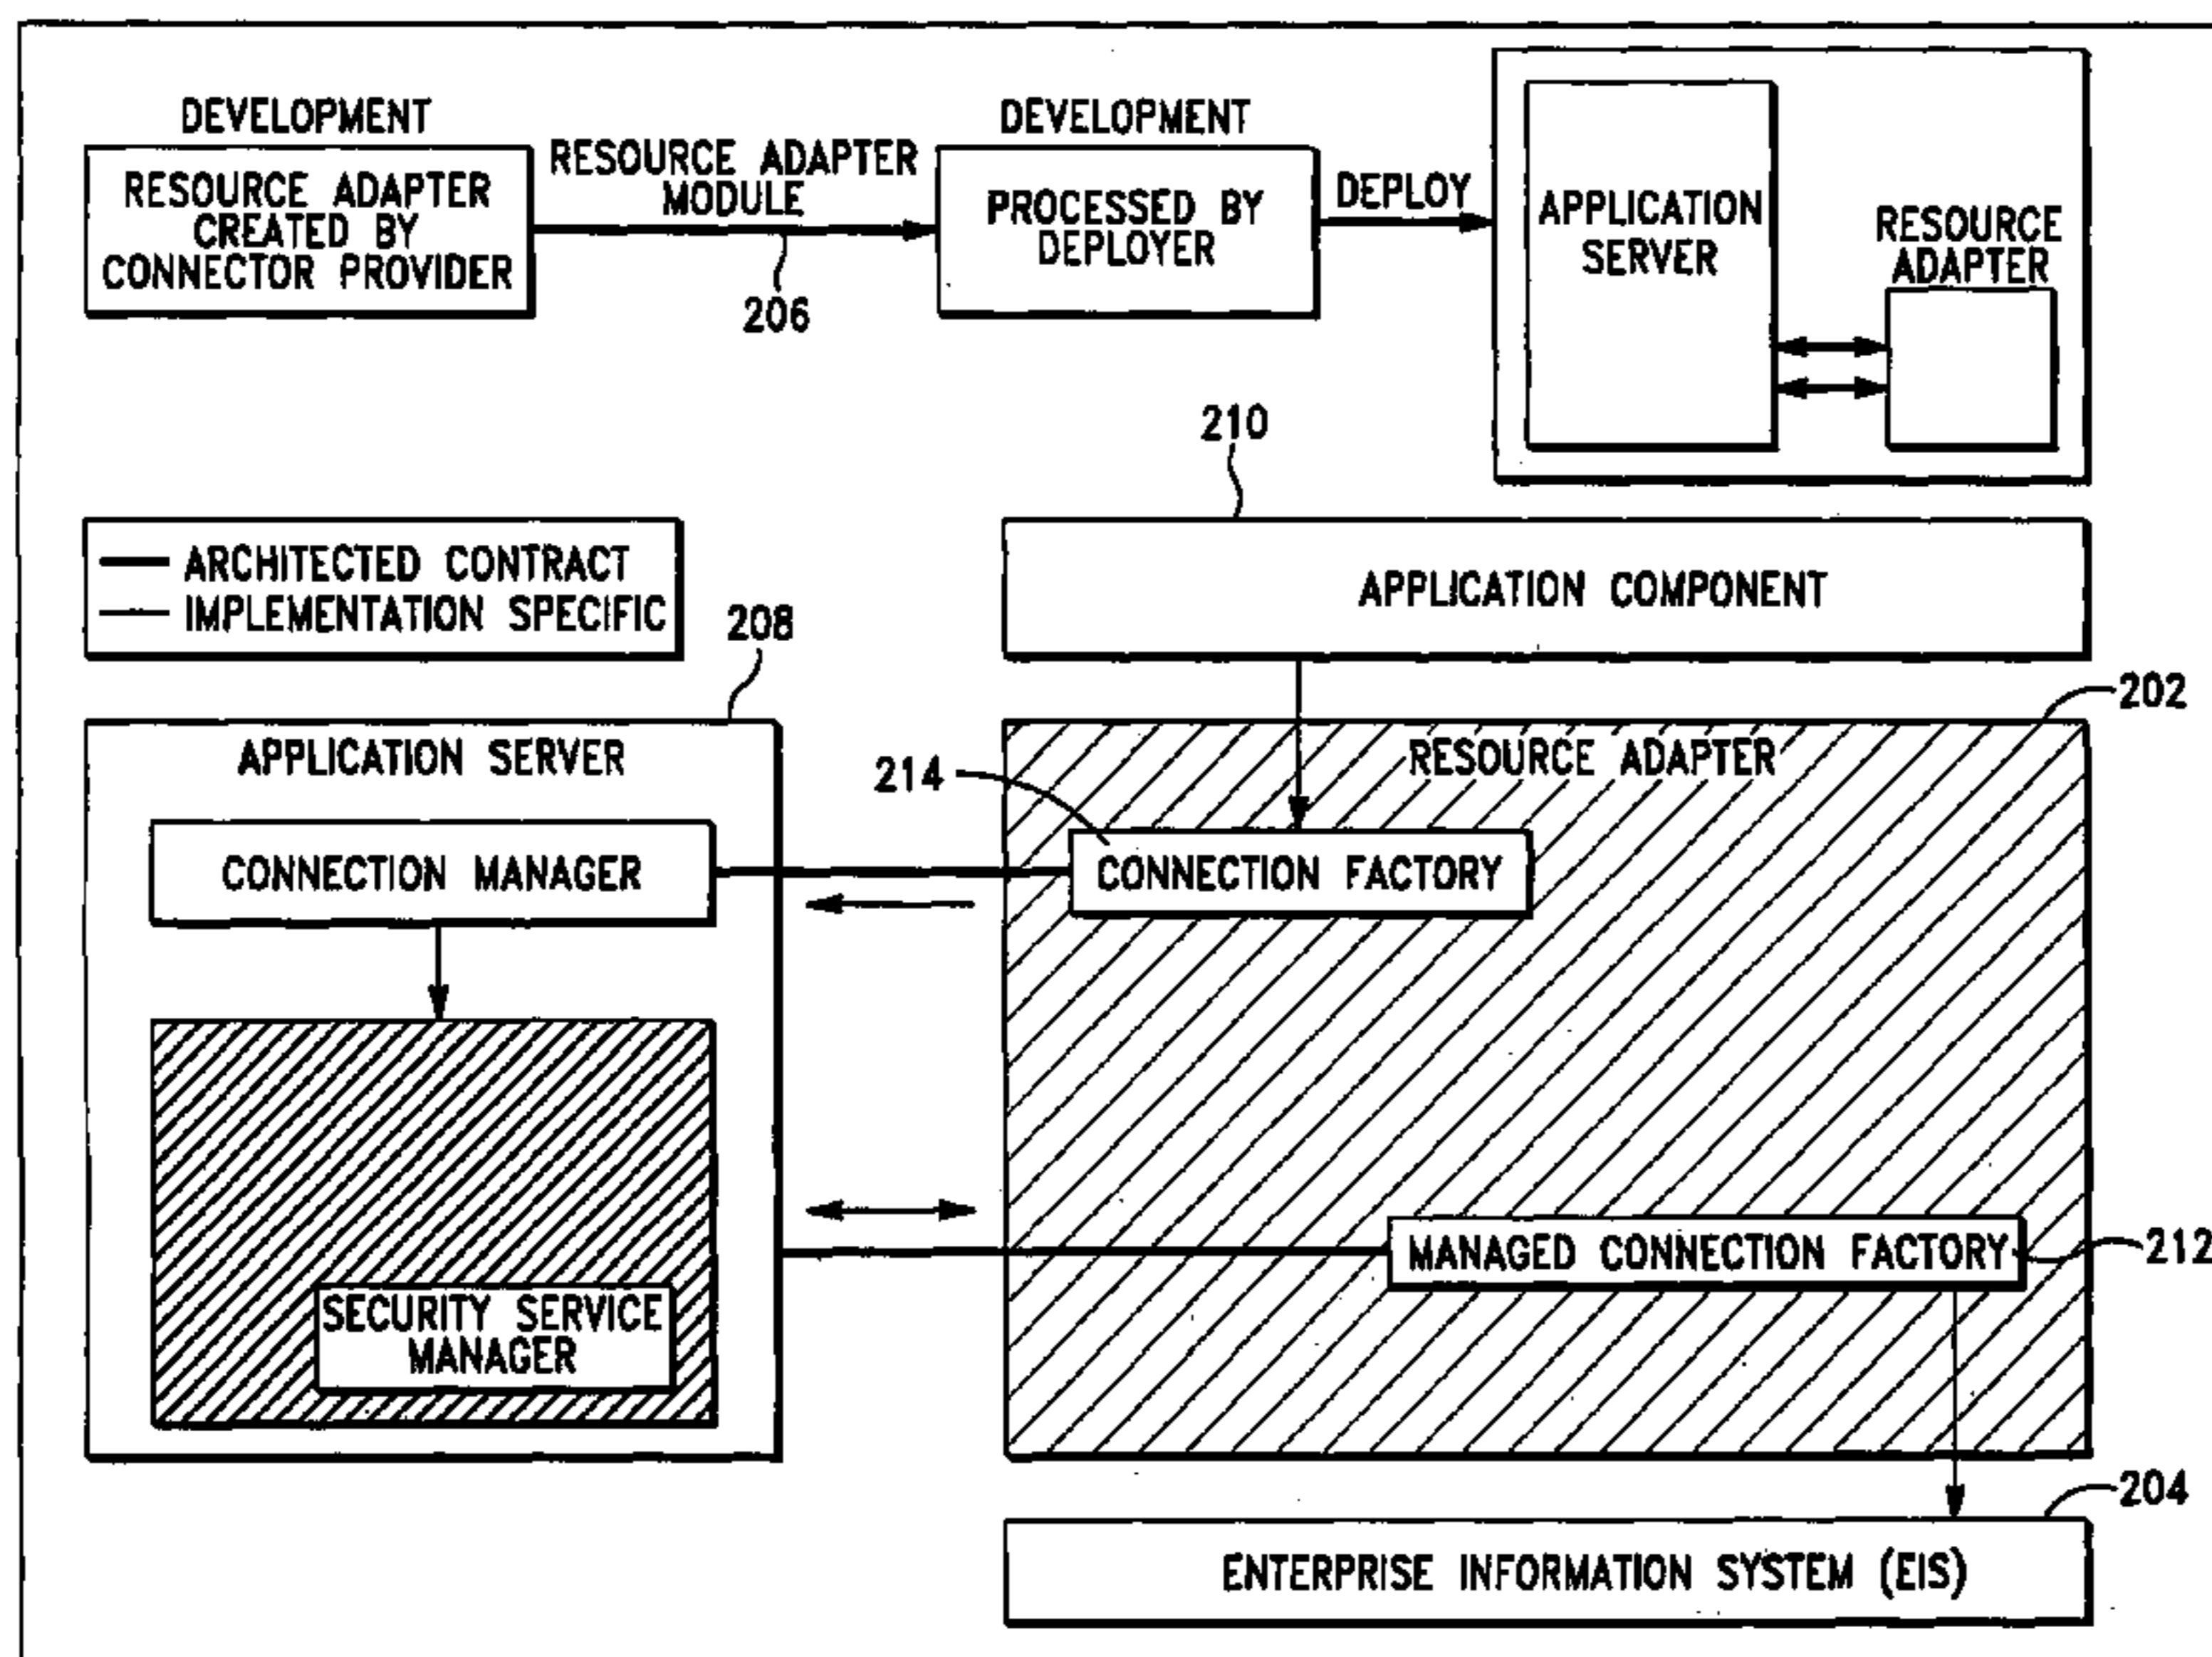 DEVELOPMENT
RESOURCE ADAPTER
CREATED BY
CONNECTOR PROVIDER
RESOURCE ADAPTER
MODULE
206
DEVELOPMENT
PROCESSED BY
DEPLOYER
DEPLOY
APPLICATION
SERVER
RESOURCE
ADAPTER
210
ARCHITECTED CONTRACT
IMPLEMENTATION SPECIFIC
APPLICATION COMPONENT
208
202
APPLICATION SERVER
214
RESOURCE ADAPTER
CONNECTION MANAGER
CONNECTION FACTORY
SECURITY SERVICE
MANAGER
MANAGED CONNECTION FACTORY
212
204
ENTERPRISE INFORMATION SYSTEM (EIS)